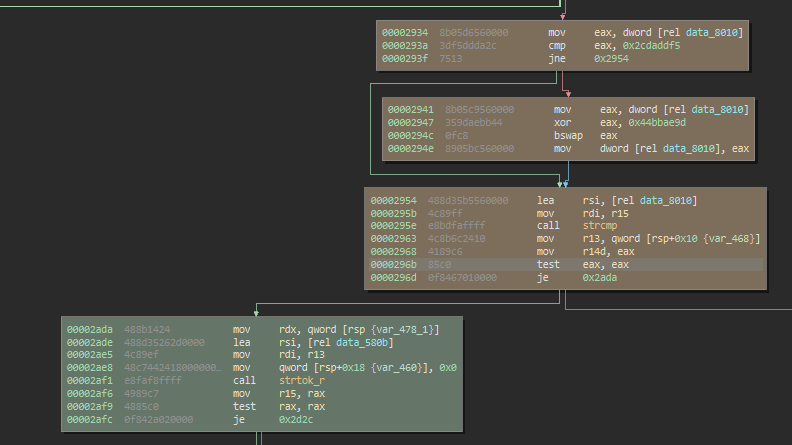 00002934 8b05d6560000 mov eax, dword [rel data_8010]
0000293a 3df5ddda2c cmp eax, 0x2cdaddf5
0000293f 7513 jne 0x2954
00002941 8b05c9560000 mov eax, dword [rel data_8010]
00002947 359daebb44 xor eax, 0x44bbae9d
0000294c 0fc8 bswap eax
0000294e 8905bc560000 mov dword [rel data_8010], eax
00002954 488d35b5560000 lea rsi, [rel data_8010]
0000295b 4c89ff mov rdi, r15
0000295e e8bdfaffff call strcmp
00002963 4c8b6c2410 mov r13, qword [rsp+0x10 {var_468}]
00002968 4189c6 mov r14d, eax
0000296b 85c0 test eax, eax
0000296d 0f8467010000 je 0x2ada
00002ada 488b1424 mov rdx, qword [rsp {var_478_1}]
00002ade 488d35262d0000 lea rsi, [rel data_580b]
00002ae5 4c89ef mov rdi, r13
00002ae8 48c7442418000000… mov qword [rsp+0x18 {var_460}], 0x0
00002af1 e8faf8ffff call strtok_r
00002af6 4989c7 mov r15, rax
00002af9 4885c0 test rax, rax
00002afc 0f842a020000 je 0x2d2c